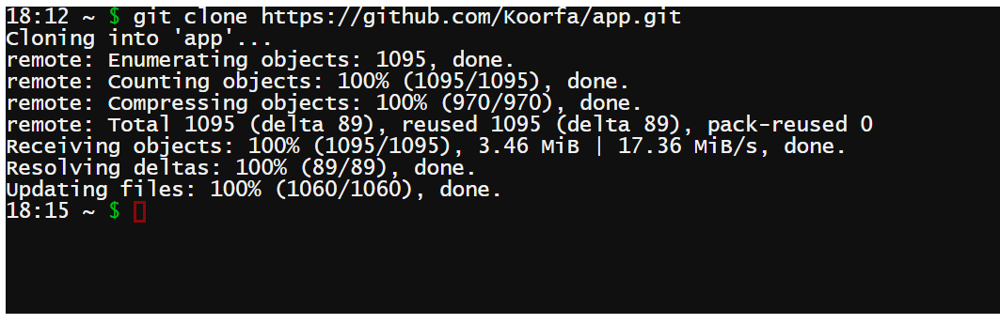 18:12 ~ $ git clone https://github.com/Koorfa/app.git
Cloning into 'app'...
remote: Enumerating objects: 1095, done.
remote: Counting objects: 100% (1095/1095), done.
remote: Compressing objects: 100% (970/970), done.
remote: Total 1095 (delta 89), reused 1095 (delta 89), pack-reused 0
Receiving objects: 100% (1095/1095), 3.46 MiB | 17.36 MiB/s, done.
Resolving deltas: 100% (89/89), done.
Updating files: 100% (1060/1060), done.
18:15 ~ $